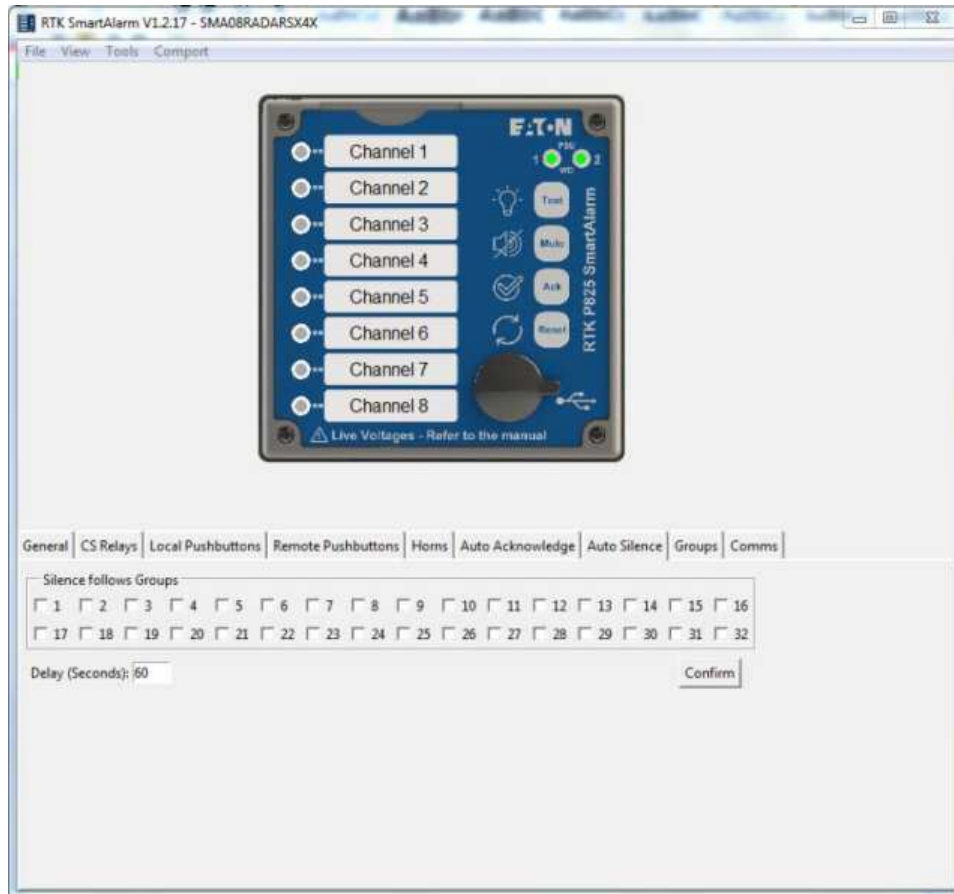 RTK SmartAlarm V1.2.17 - SMA08RADARSX4X
File View Tools Comport
EATON
Channel 1
PSU
1 2
WD
Channel 2
Test
Channel 3
Mute
Channel 4
Channel 5
Ack
Channel 6
Reset
Channel 7
Channel 8
RTK P825 SmartAlarm
Live Voltages - Refer to the manual
General CS Relays Local Pushbuttons Remote Pushbuttons Horns Auto Acknowledge Auto Silence Groups Comms
Silence follows Groups
1 2 3 4 5 6 7 8 9 10 11 12 13 14 15 16
17 18 19 20 21 22 23 24 25 26 27 28 29 30 31 32
Delay (Seconds): 60
Confirm